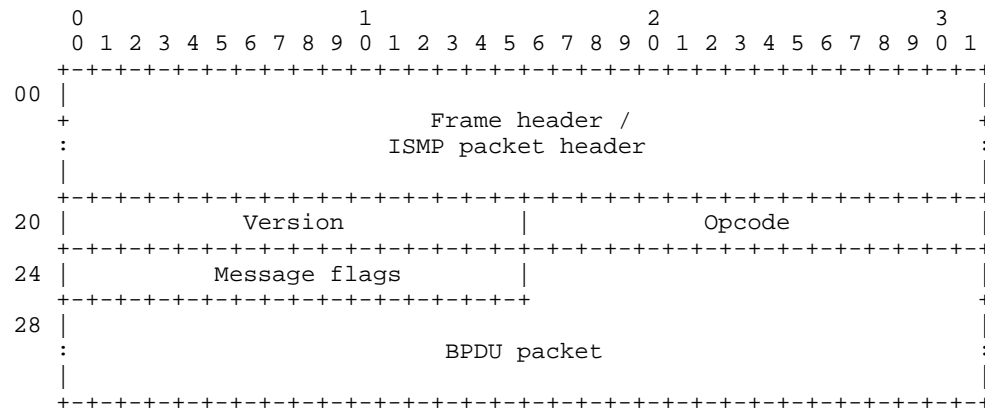 0                   1                   2                   3
 0 1 2 3 4 5 6 7 8 9 0 1 2 3 4 5 6 7 8 9 0 1 2 3 4 5 6 7 8 9 0 1
+-+-+-+-+-+-+-+-+-+-+-+-+-+-+-+-+-+-+-+-+-+-+-+-+-+-+-+-+-+-+-+-+
00 |                                                               |
+                         Frame header /                        +
:                      ISMP packet header                       :
|                                                               |
+-+-+-+-+-+-+-+-+-+-+-+-+-+-+-+-+-+-+-+-+-+-+-+-+-+-+-+-+-+-+-+-+
20 |            Version            |            Opcode             |
+-+-+-+-+-+-+-+-+-+-+-+-+-+-+-+-+-+-+-+-+-+-+-+-+-+-+-+-+-+-+-+-+
24 |          Message flags        |                               |
+-+-+-+-+-+-+-+-+-+-+-+-+-+-+-+-+                               +
28 |                                                               |
:                          BPDU packet                          :
|                                                               |
+-+-+-+-+-+-+-+-+-+-+-+-+-+-+-+-+-+-+-+-+-+-+-+-+-+-+-+-+-+-+-+-+